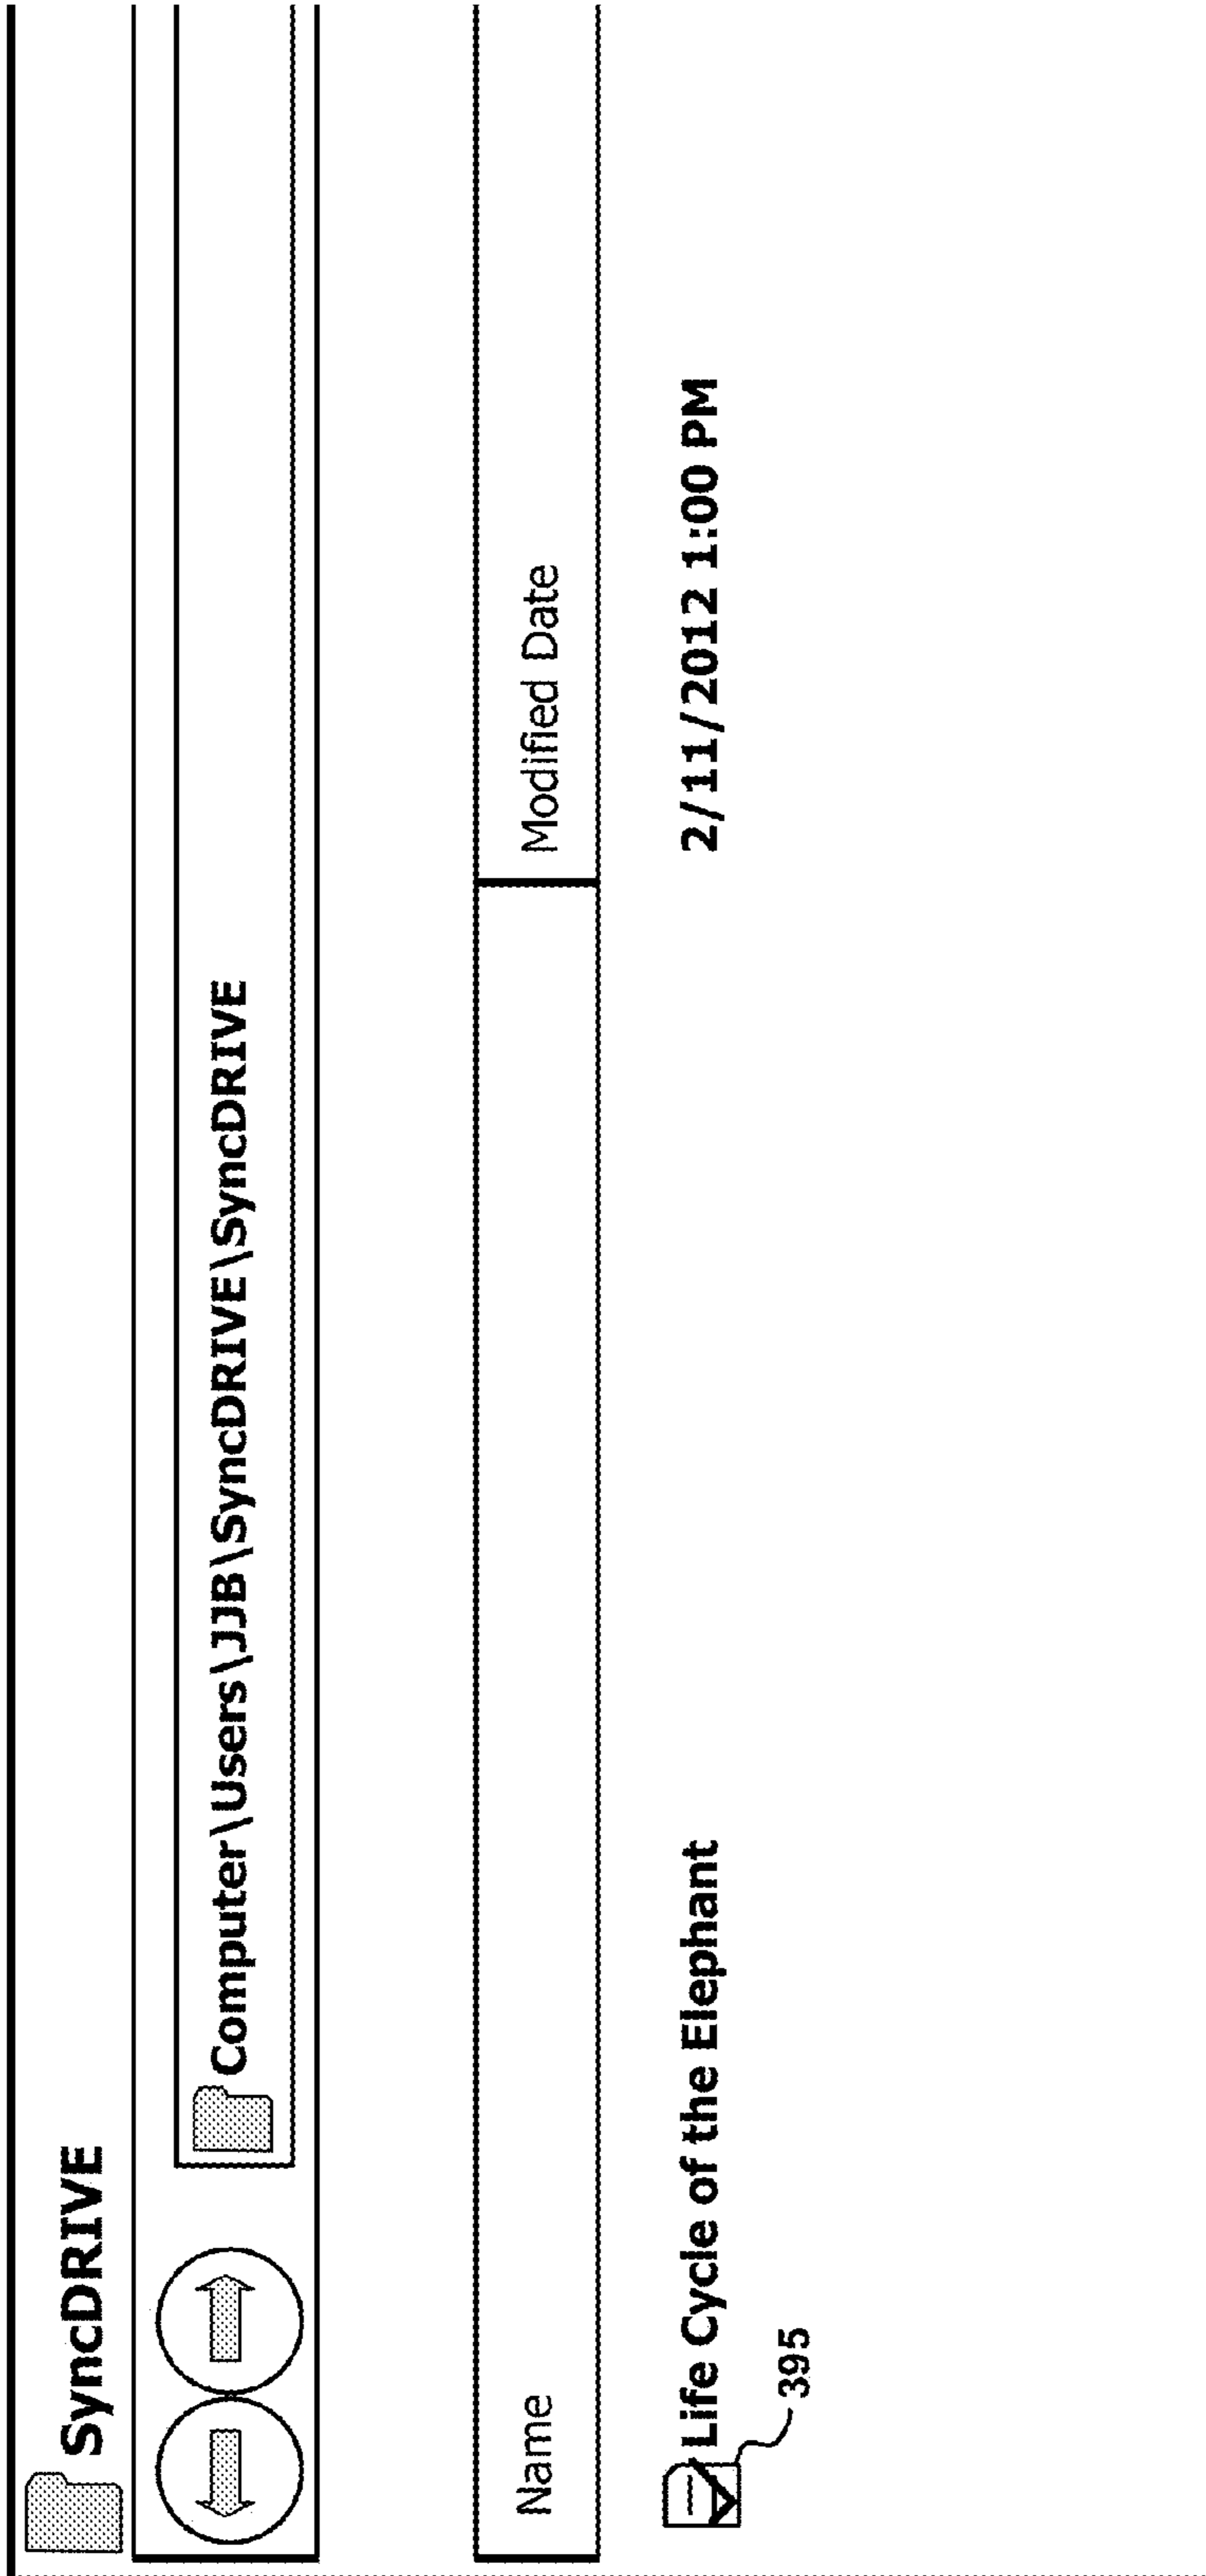 SyncDRIVE
Computer\Users\JJB\SyncDRIVE\SyncDRIVE
Name Modified Date
Life Cycle of the Elephant 2/11/2012 1:00 PM
395